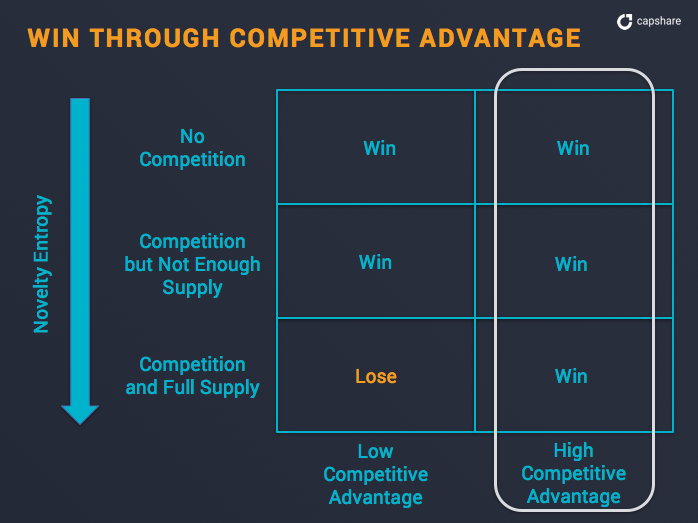 capshare
WIN THROUGH COMPETITIVE ADVANTAGE
Novelty Entropy
No
Competition
Win
Win
Competition
but Not Enough
Supply
Win
Win
Competition
and Full Supply
Lose
Win
Low
Competitive
Advantage
High
Competitive
Advantage